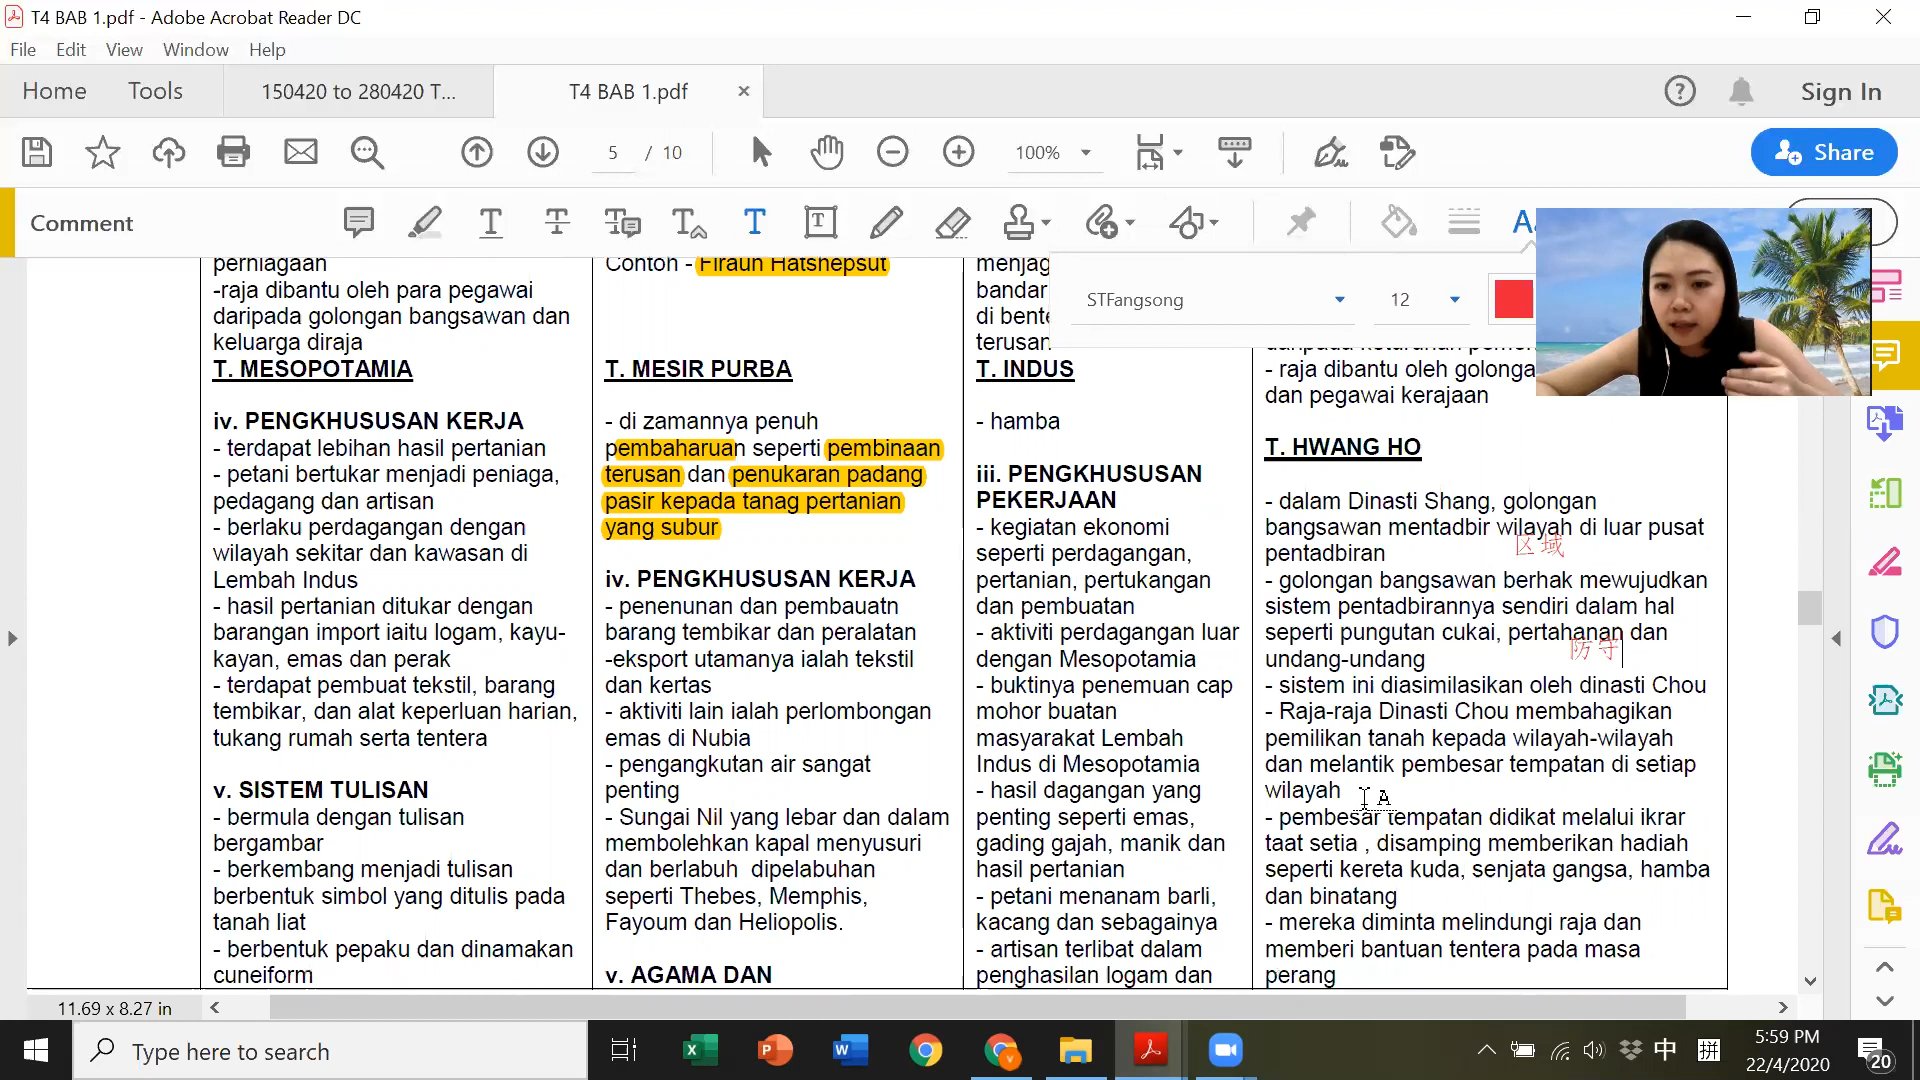 T4 BAB 1.pdf - Adobe Acrobat Reader DC
File Edit View Window Help
Home Tools 150420 to 280420 T... T4 BAB 1.pdf Sign In
5 / 10 100% Share
Comment
STFangsong 12
perniagaan
-raja dibantu oleh para pegawai
daripada golongan bangsawan dan
keluarga diraja
T. MESOPOTAMIA
iv. PENGKHUSUSAN KERJA
- terdapat lebihan hasil pertanian
- petani bertukar menjadi peniaga,
pedagang dan artisan
- berlaku perdagangan dengan
wilayah sekitar dan kawasan di
Lembah Indus
- hasil pertanian ditukar dengan
barangan import iaitu logam, kayu-
kayan, emas dan perak
- terdapat pembuat tekstil, barang
tembikar, dan alat keperluan harian,
tukang rumah serta tentera
v. SISTEM TULISAN
- bermula dengan tulisan
bergambar
- berkembang menjadi tulisan
berbentuk simbol yang ditulis pada
tanah liat
- berbentuk pepaku dan dinamakan
cuneiform
Contoh - Firaun Hatshepsut
T. MESIR PURBA
- di zamannya penuh
pembaharuan seperti pembinaan
terusan dan penukaran padang
pasir kepada tanag pertanian
yang subur
iv. PENGKHUSUSAN KERJA
- penenunan dan pembauatn
barang tembikar dan peralatan
-eksport utamanya ialah tekstil
dan kertas
- aktiviti lain ialah perlombongan
emas di Nubia
- pengangkutan air sangat
penting
- Sungai Nil yang lebar dan dalam
membolehkan kapal menyusuri
dan berlabuh dipelabuhan
seperti Thebes, Memphis,
Fayoum dan Heliopolis.
v. AGAMA DAN
menjag
bandar
di bente
terusan
T. INDUS
- hamba
iii. PENGKHUSUSAN
PEKERJAAN
- kegiatan ekonomi
seperti perdagangan,
pertanian, pertukangan
dan pembuatan
- aktiviti perdagangan luar
dengan Mesopotamia
- buktinya penemuan cap
mohor buatan
masyarakat Lembah
Indus di Mesopotamia
- hasil dagangan yang
penting seperti emas,
gading gajah, manik dan
hasil pertanian
- petani menanam barli,
kacang dan sebagainya
- artisan terlibat dalam
penghasilan logam dan
- raja dibantu oleh golonga
dan pegawai kerajaan
T. HWANG HO
- dalam Dinasti Shang, golongan
bangsawan mentadbir wilayah di luar pusat
区域
pentadbiran
- golongan bangsawan berhak mewujudkan
sistem pentadbirannya sendiri dalam hal
seperti pungutan cukai, pertahanan dan
防守
undang-undang
- sistem ini diasimilasikan oleh dinasti Chou
- Raja-raja Dinasti Chou membahagikan
pemilikan tanah kepada wilayah-wilayah
dan melantik pembesar tempatan di setiap
wilayah
- pembesar tempatan didikat melalui ikrar
taat setia , disamping memberikan hadiah
seperti kereta kuda, senjata gangsa, hamba
dan binatang
- mereka diminta melindungi raja dan
memberi bantuan tentera pada masa
perang
11.69 x 8.27 in
Type here to search
中 拼 5:59 PM
22/4/2020
20